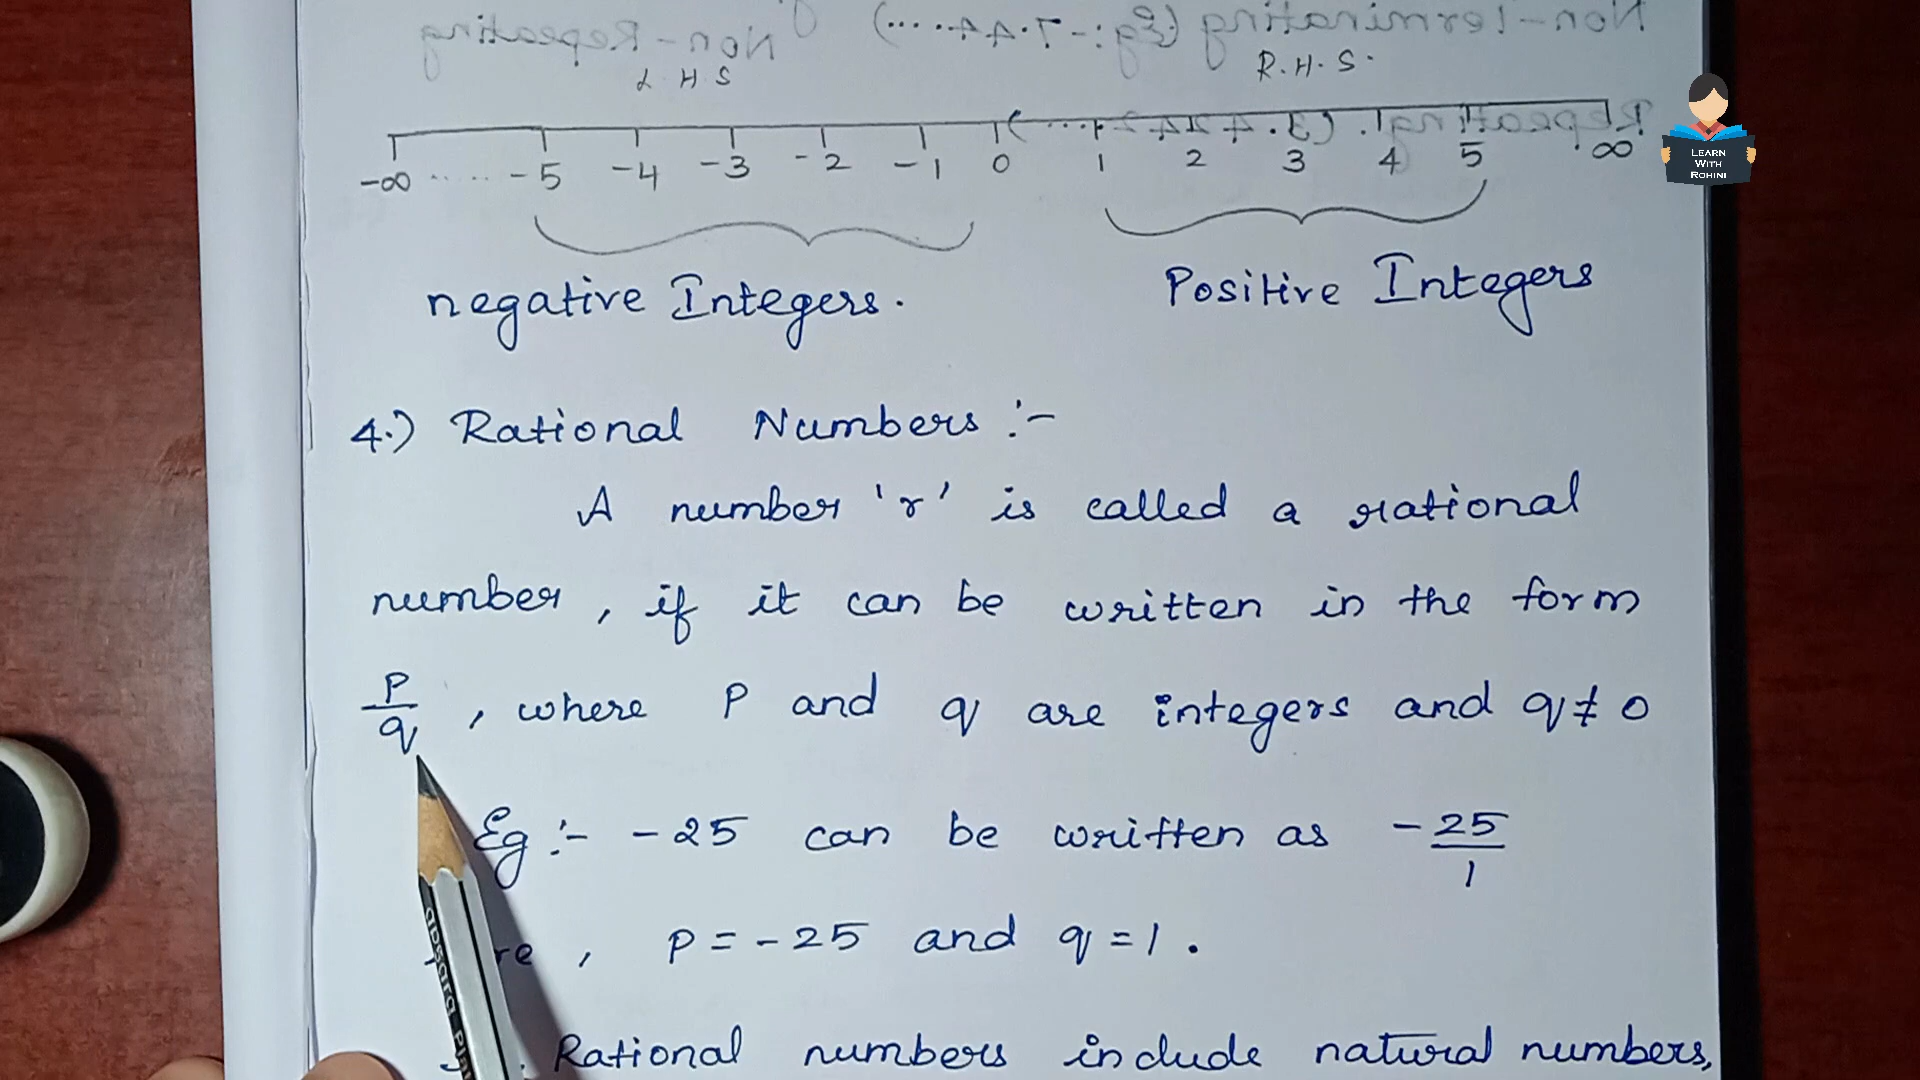 L H S
R.H.S.
-∞ ...... -5 -4 -3 -2 -1 0 1 2 3 4 5 ∞
negative Integers. Positive Integers
4.) Rational Numbers :-
A number 'r' is called a rational
number, if it can be written in the form
P/q, where P and q are integers and q ≠ 0
Eg :- -25 can be written as -25/1
, p = -25 and q = 1.
Rational numbers include natural numbers,
LEARN
WITH
ROHINI